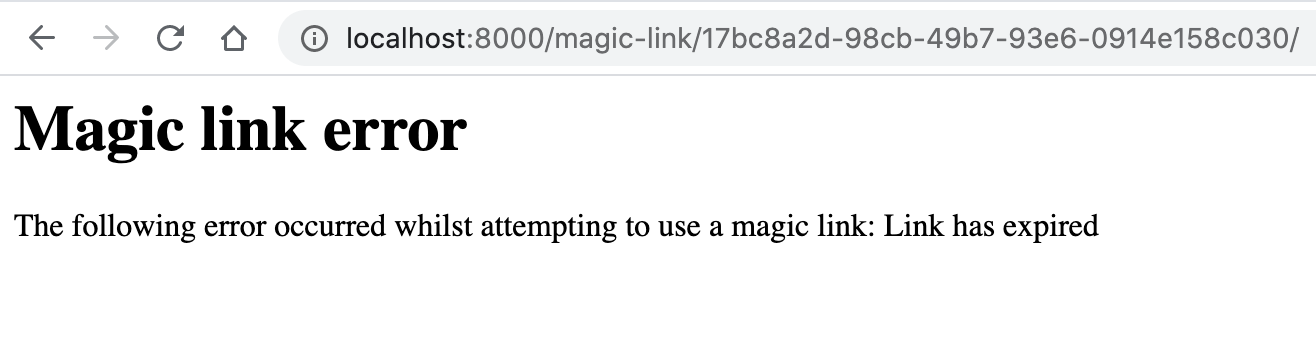 localhost:8000/magic-link/17bc8a2d-98cb-49b7-93e6-0914e158c030/
Magic link error
The following error occurred whilst attempting to use a magic link: Link has expired